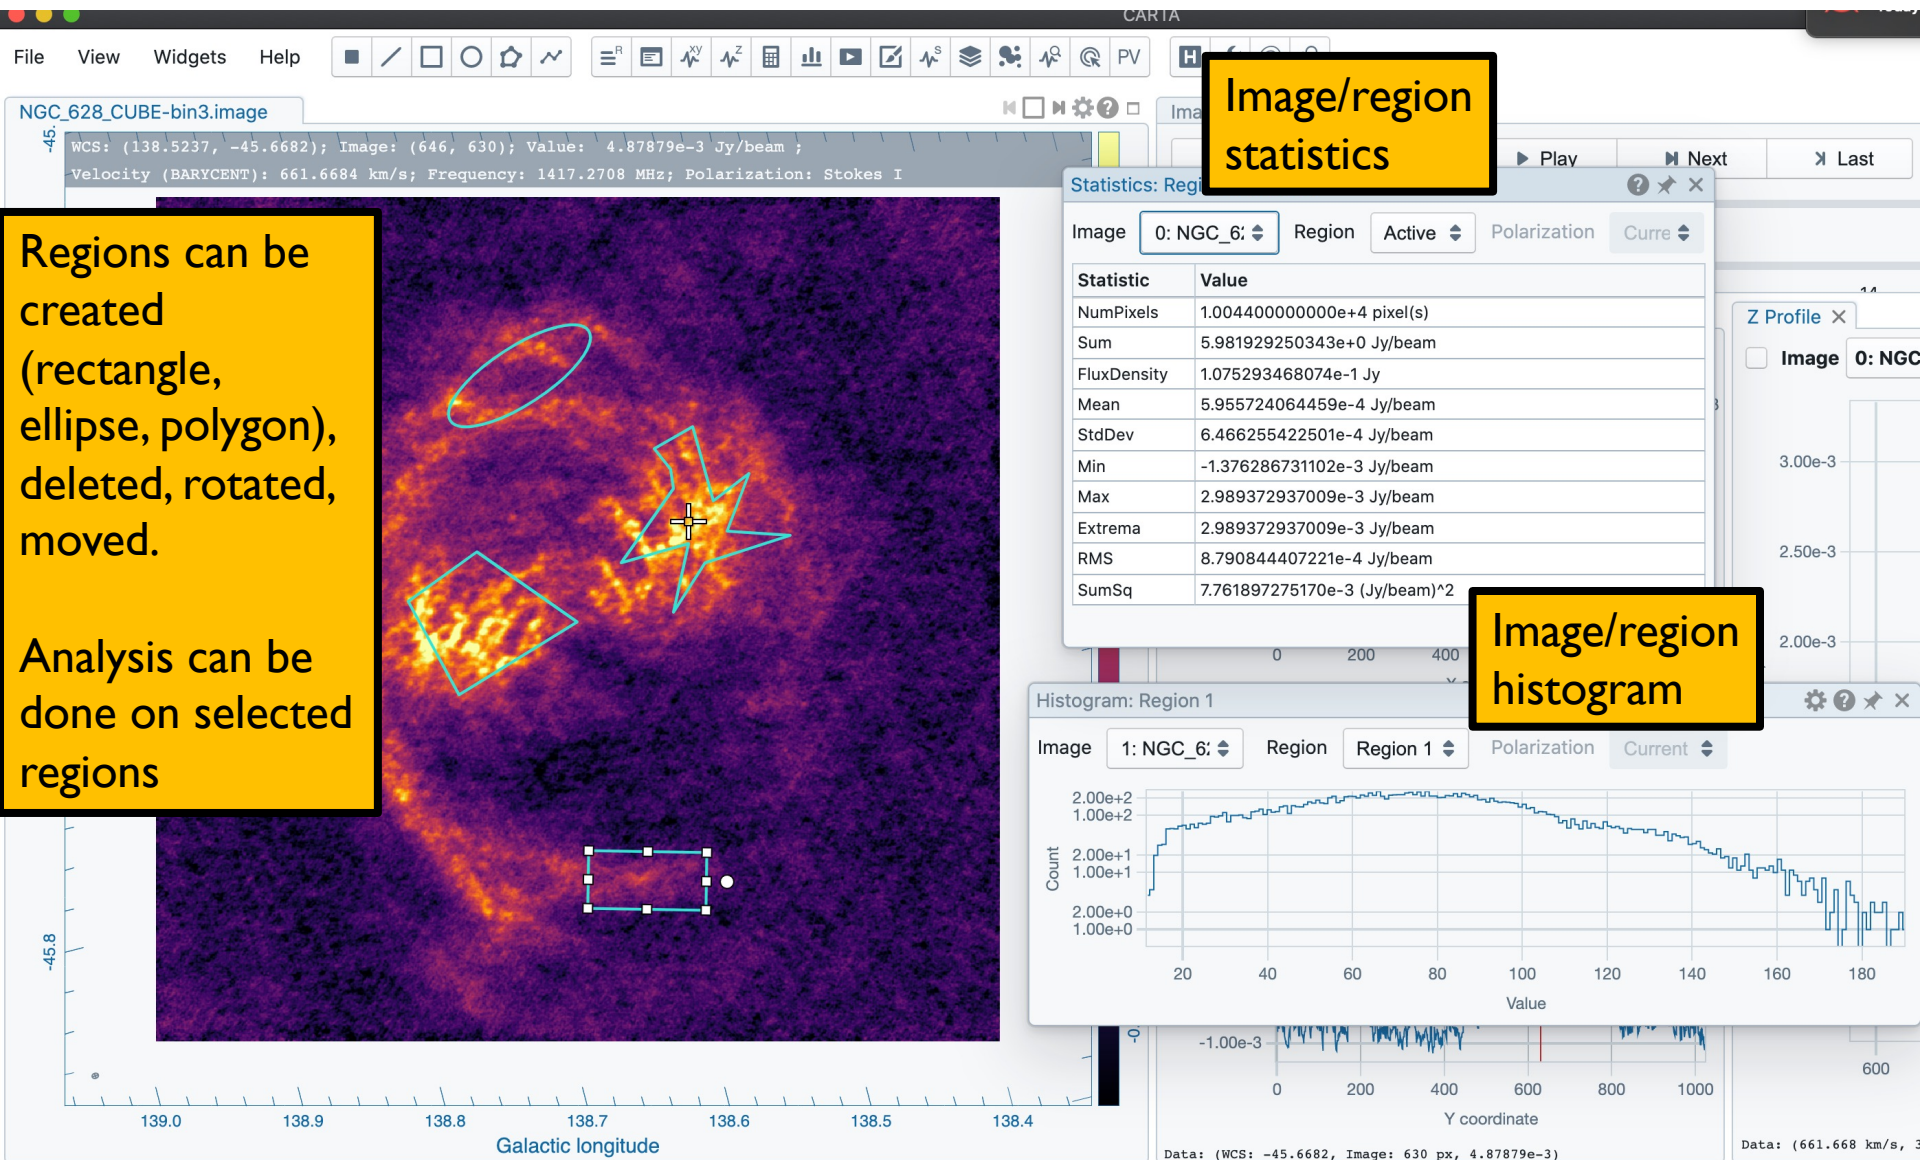 CARTA
File View Widgets Help
PV
H
NGC_628_CUBE-bin3.image
WCS: (138.5237, -45.6682); Image: (646, 630); Value: 4.87879e-3 Jy/beam ;
Velocity (BARYCENT): 661.6684 km/s; Frequency: 1417.2708 MHz; Polarization: Stokes I
-45.
Image/region
statistics
Play Next Last
Regions can be
created
(rectangle,
ellipse, polygon),
deleted, rotated,
moved.
Analysis can be
done on selected
regions
Statistics:
Image 0: NGC_6 Region Active Polarization
Statistic Value
NumPixels 1.004400000000e+4 pixel(s)
Sum 5.981929250343e+0 Jy/beam
FluxDensity 1.075293468074e-1 Jy
Mean 5.955724064459e-4 Jy/beam
StdDev 6.466255422501e-4 Jy/beam
Min -1.376286731102e-3 Jy/beam
Max 2.989372937009e-3 Jy/beam
Extrema 2.989372937009e-3 Jy/beam
RMS 8.790844407221e-4 Jy/beam
SumSq 7.761897275170e-3 (Jy/beam)^2
Z Profile
Image 0: NGC
3.00e-3
2.50e-3
2.00e-3
600
0 200 400
Image/region
histogram
Histogram: Region 1
Image 1: NGC_6 Region Region 1 Polarization Current
2.00e+2
1.00e+2
2.00e+1
1.00e+1
2.00e+0
1.00e+0
Count
20 40 60 80 100 120 140 160 180
Value
-1.00e-3
0 200 400 600 800 1000
Y coordinate
Data: (WCS: -45.6682, Image: 630 px, 4.87879e-3)
Data: (661.668 km/s,
-45.8
139.0 138.9 138.8 138.7 138.6 138.5 138.4
Galactic longitude